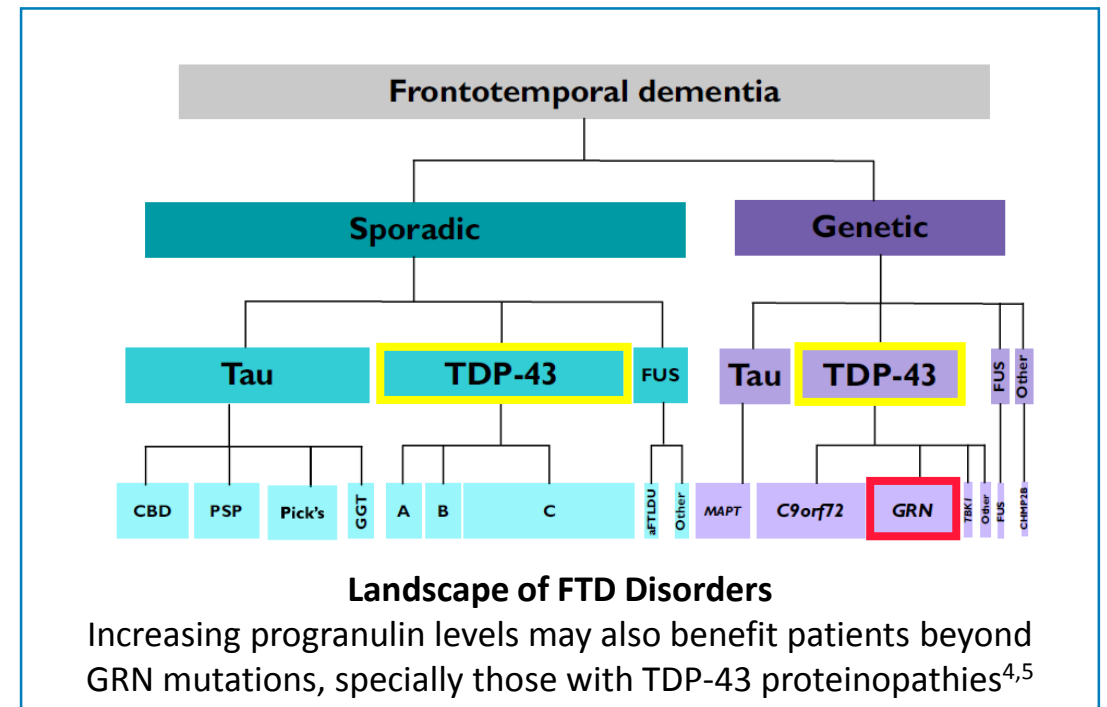 Frontotemporal dementia
Sporadic
Genetic
Tau
TDP-43
FUS
Tau
TDP-43
FUS
Other
CBD
PSP
Pick's
GGT
A
B
C
aFTLDU
Other
MAPT
C9orf72
GRN
TBK1
Other
FUS
CHMP2B
Landscape of FTD Disorders
Increasing progranulin levels may also benefit patients beyond
GRN mutations, specially those with TDP-43 proteinopathies4,5